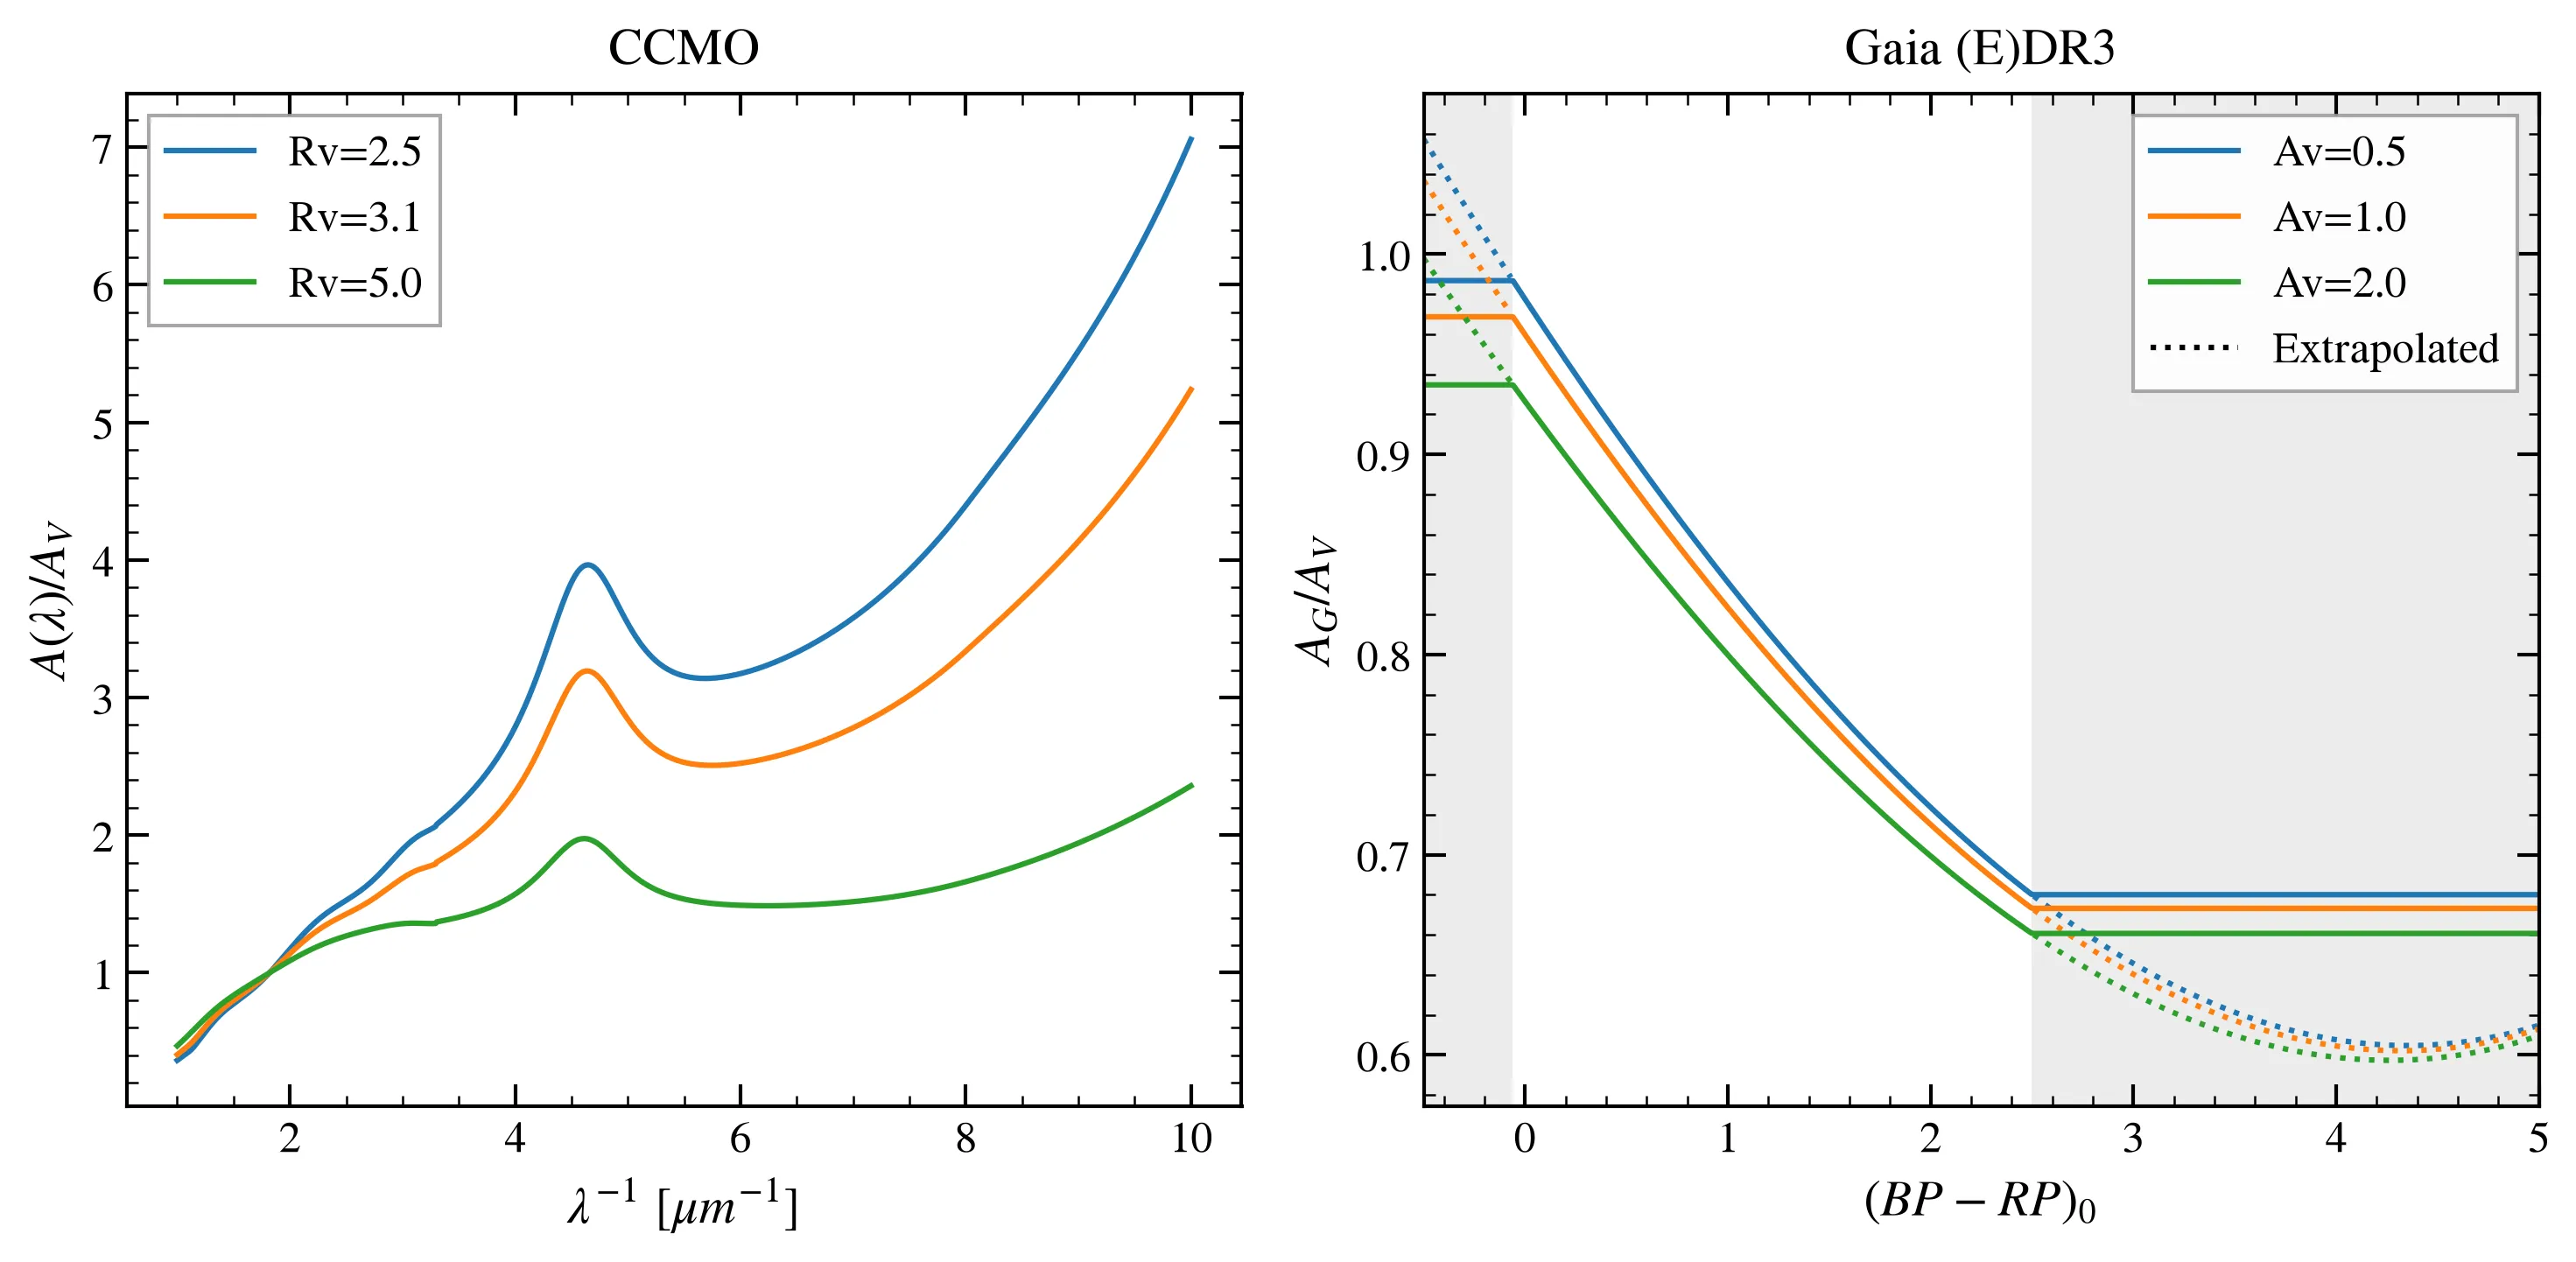 CCMO
7
6
5
4
3
2
1
A(λ)/A_V
Rv=2.5
Rv=3.1
Rv=5.0
2
4
6
8
10
λ⁻¹ [μm⁻¹]
Gaia (E)DR3
1.0
0.9
0.8
0.7
0.6
A_G/A_V
Av=0.5
Av=1.0
Av=2.0
Extrapolated
0
1
2
3
4
5
(BP − RP)₀